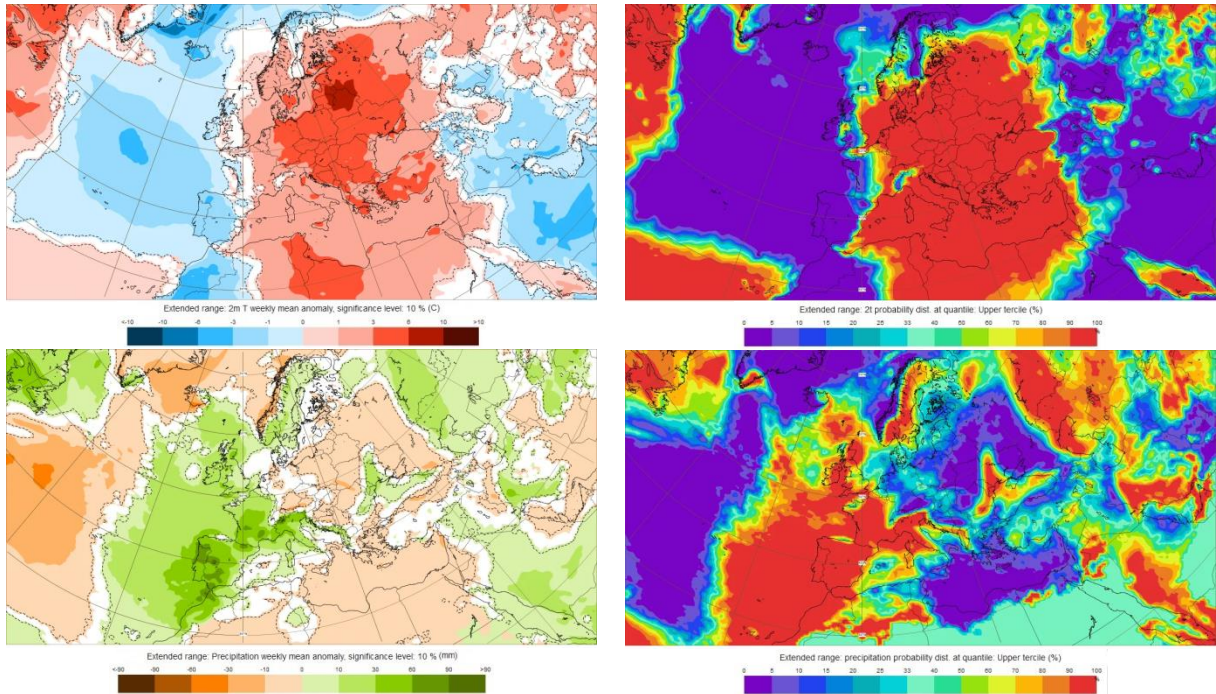 Extended range: 2m T weekly mean anomaly, significance level: 10 % (C)
<-10 -10 -6 -3 -1 0 1 3 6 10 >10
Extended range: 2t probability dist. at quantile: Upper tercile (%)
0 5 10 15 20 25 33 40 50 60 70 80 90 100
%
Extended range: Precipitation weekly mean anomaly, significance level: 10 % (mm)
<-90 -90 -60 -30 -10 0 10 30 60 90 >90
Extended range: precipitation probability dist. at quantile: Upper tercile (%)
0 5 10 15 20 25 33 40 50 60 70 80 90 100
%